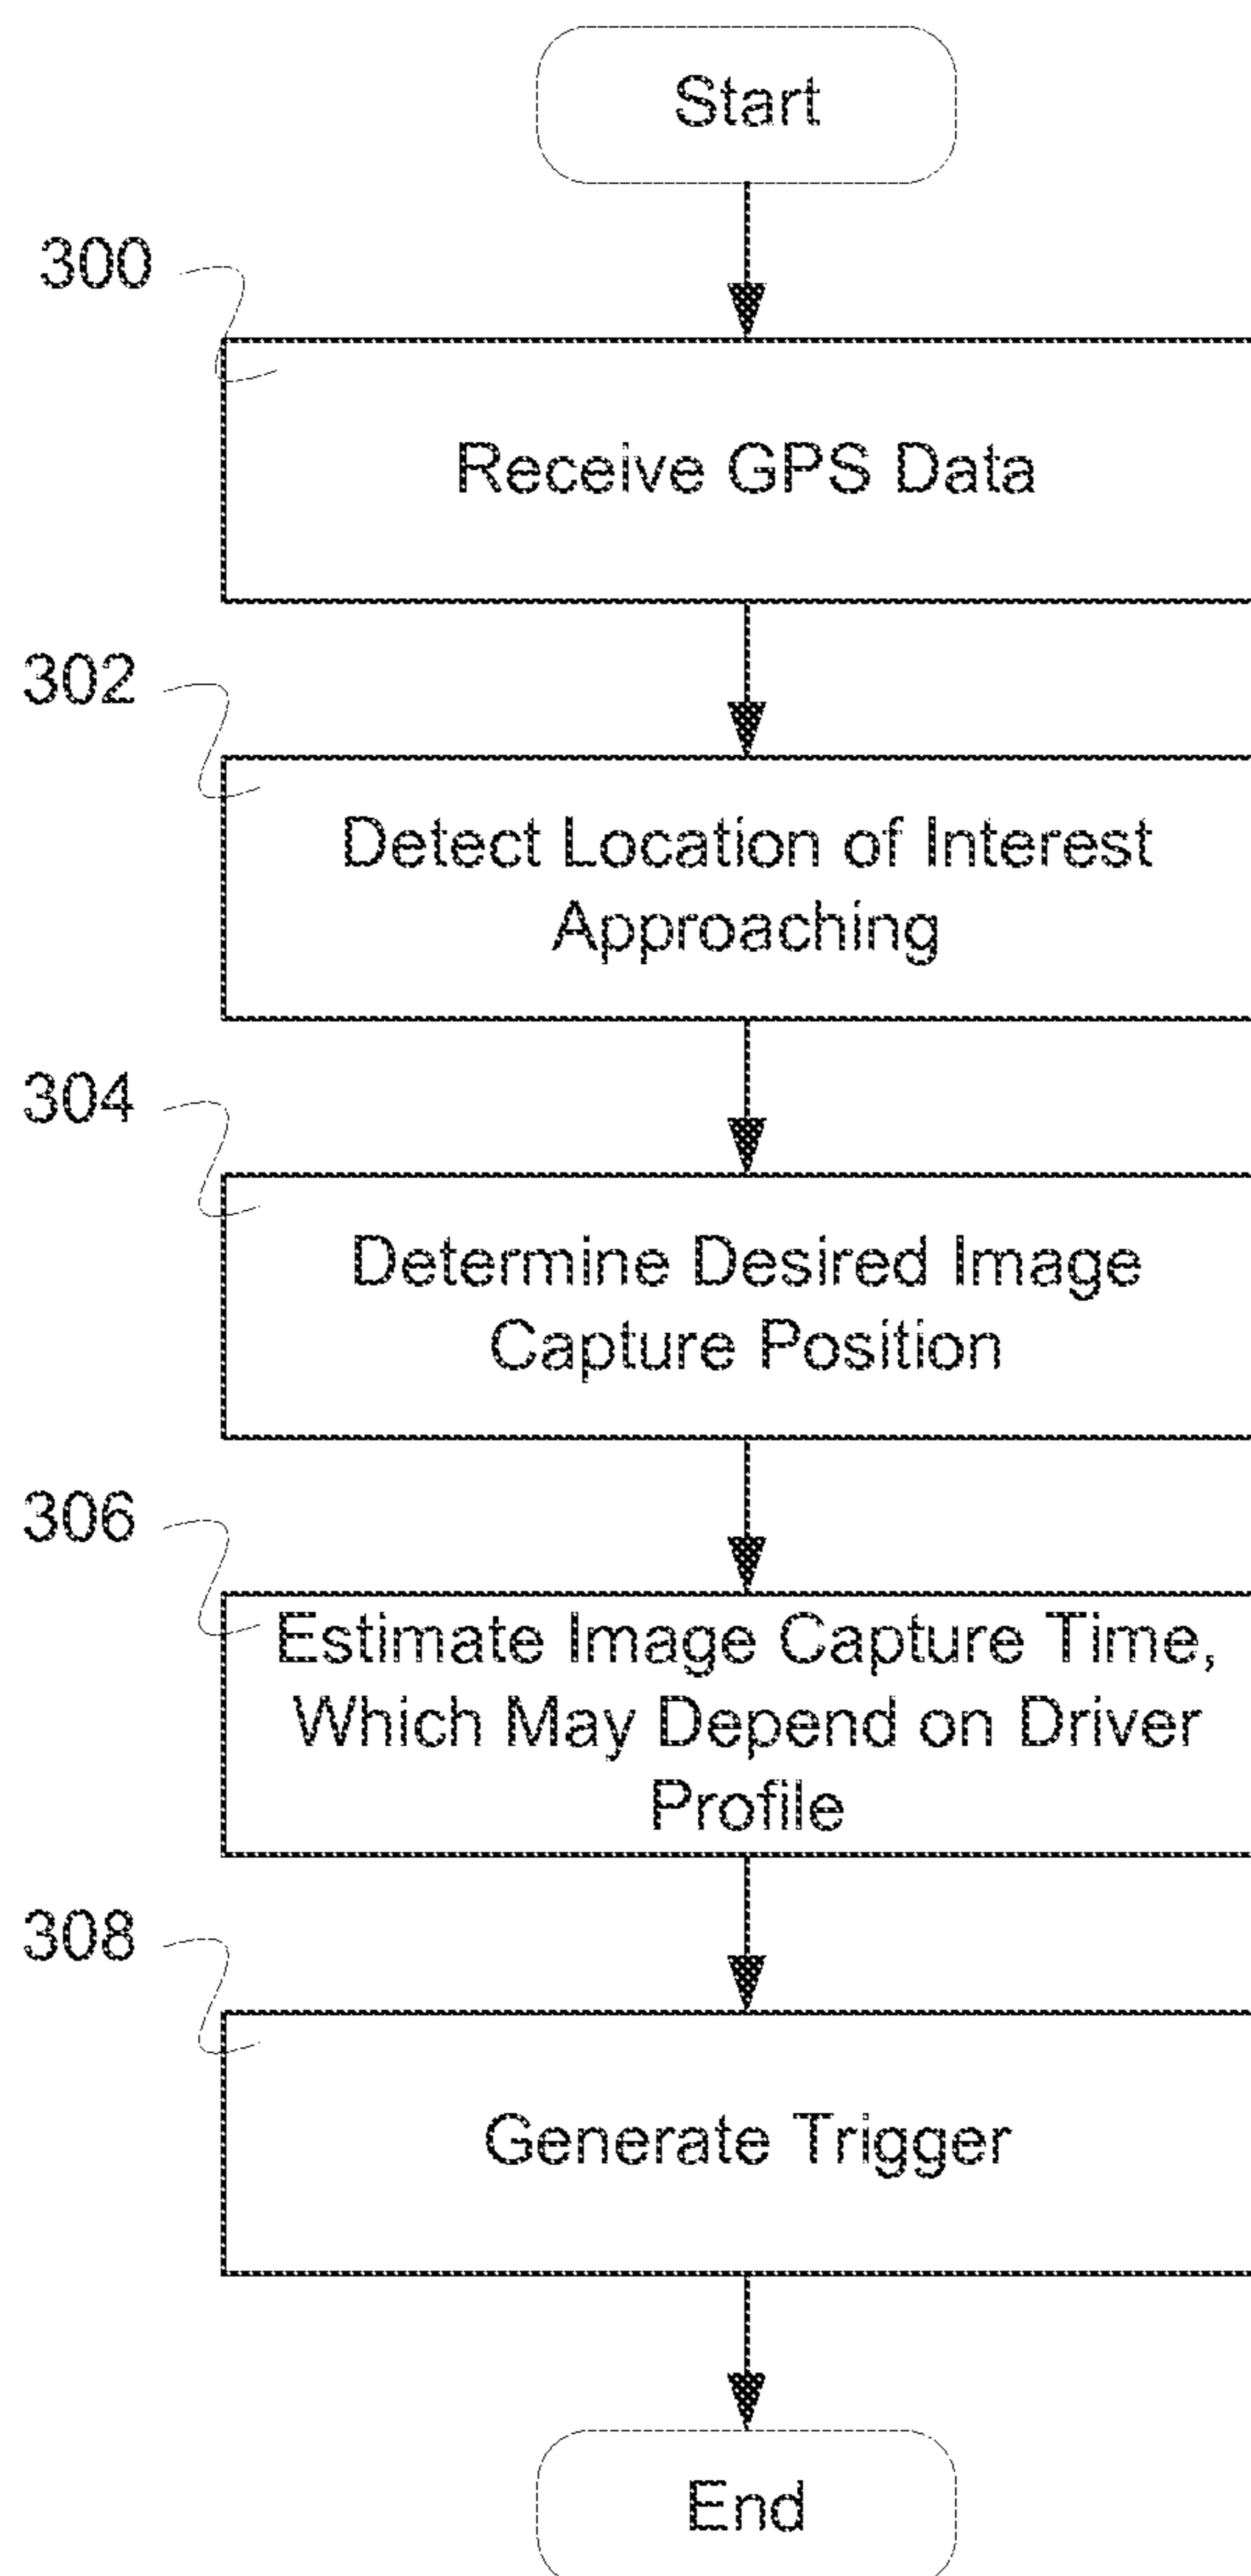 Start
300
Receive GPS Data
302
Detect Location of Interest
Approaching
304
Determine Desired Image
Capture Position
306
Estimate Image Capture Time,
Which May Depend on Driver
Profile
308
Generate Trigger
End